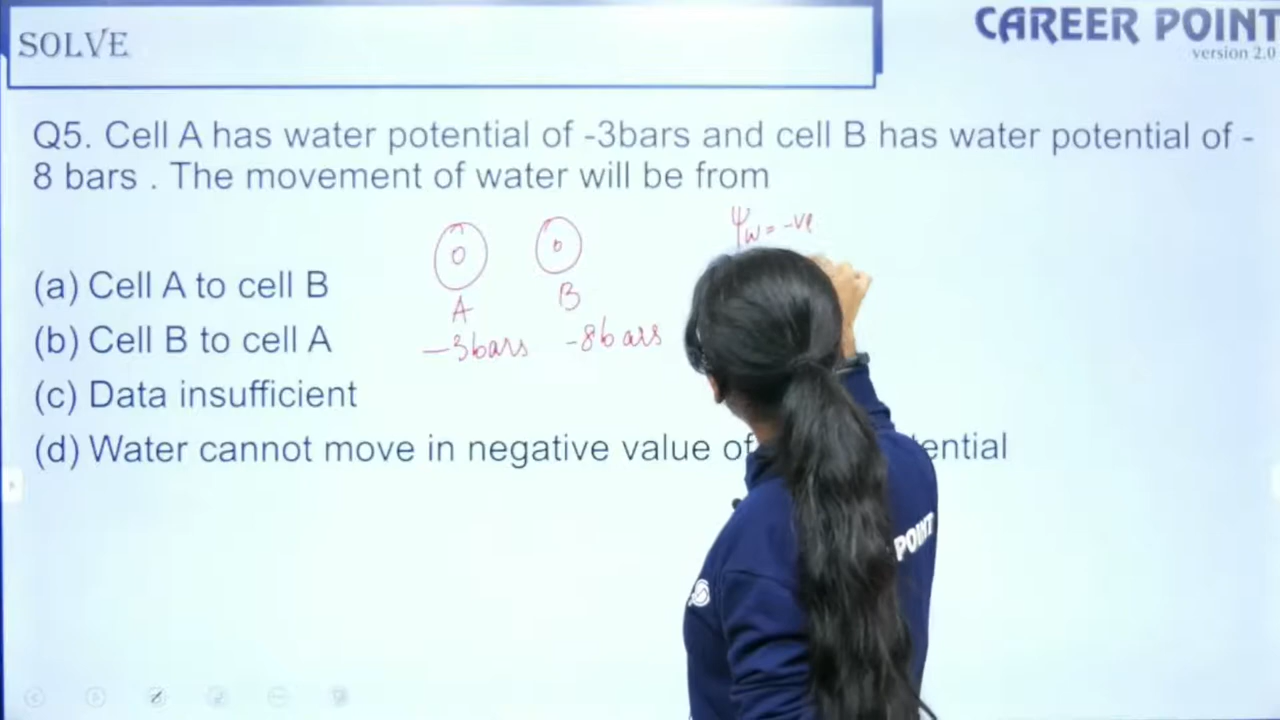 SOLVE
CAREER POINT
version 2.0
Q5. Cell A has water potential of -3bars and cell B has water potential of -
8 bars . The movement of water will be from
Ψw = -ve
(a) Cell A to cell B
A
B
(b) Cell B to cell A
-3bars
-8bars
(c) Data insufficient
(d) Water cannot move in negative value of ential
POINT